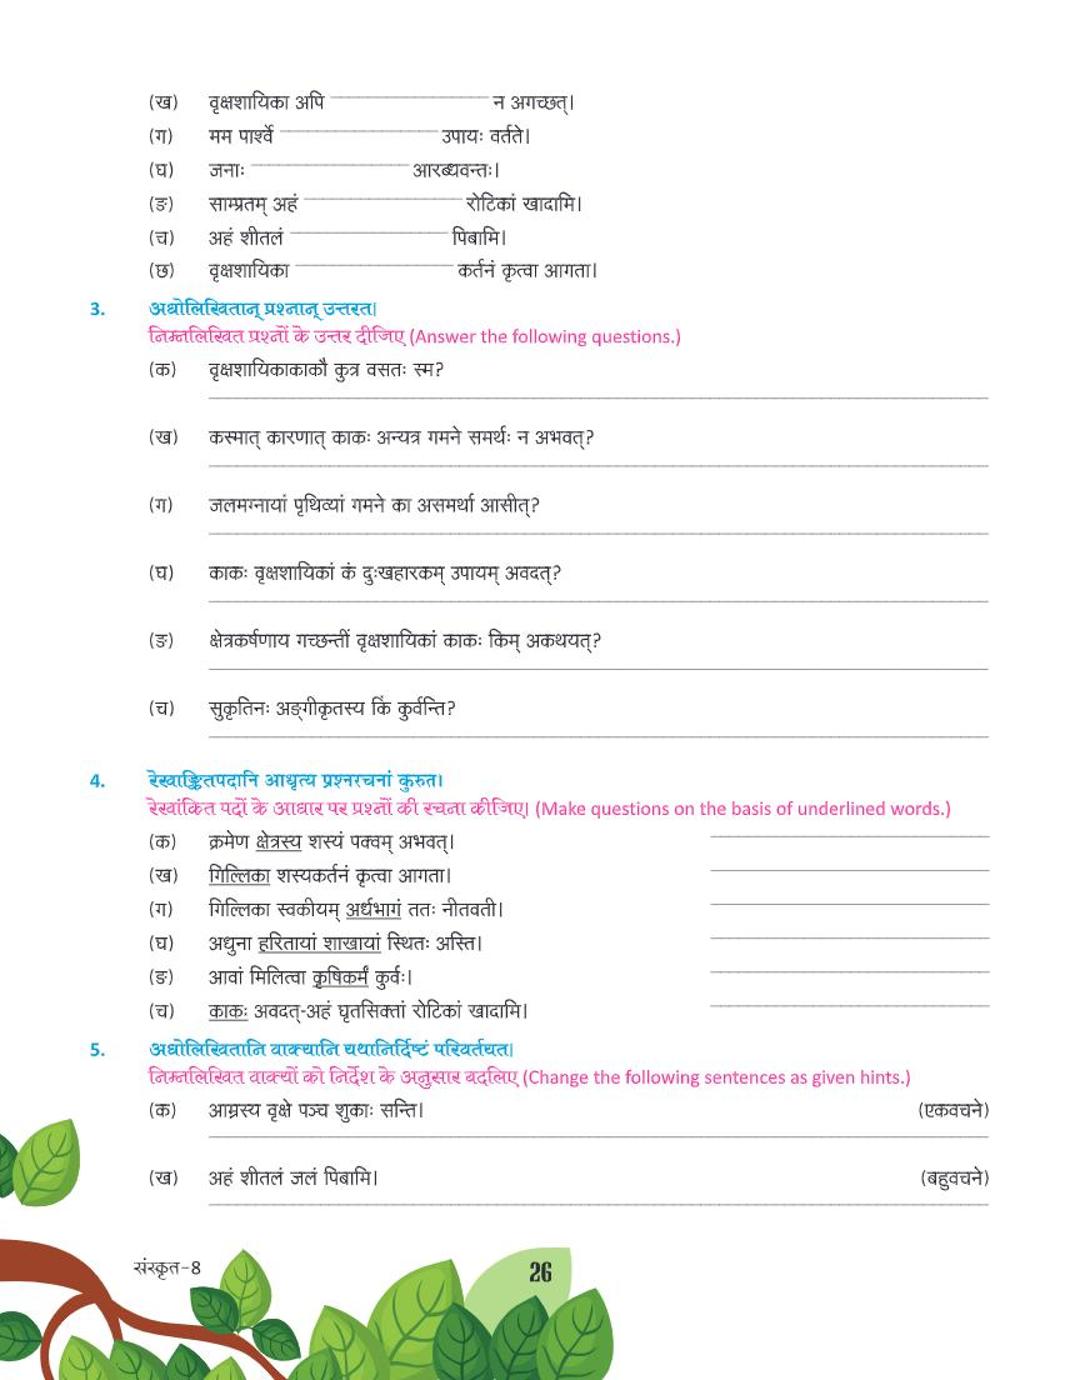 (ख) वृक्षशायिका अपि ____________ न अगच्छत्।
(ग) मम पार्श्वे ____________ उपायः वर्तते।
(घ) जनाः ____________ आरब्धवन्तः।
(ङ) साम्प्रतम् अहं ____________ रोटिकां खादामि।
(च) अहं शीतलं ____________ पिबामि।
(छ) वृक्षशायिका ____________ कर्तनं कृत्वा आगता।
3. अधोलिखितान् प्रश्नान् उत्तरत।
निम्नलिखित प्रश्नों के उत्तर दीजिए (Answer the following questions.)
(क) वृक्षशायिकाकाकौ कुत्र वसतः स्म?
(ख) कस्मात् कारणात् काकः अन्यत्र गमने समर्थः न अभवत्?
(ग) जलमग्नायां पृथिव्यां गमने का असमर्था आसीत्?
(घ) काकः वृक्षशायिकां कं दुःखहारकम् उपायम् अवदत्?
(ङ) क्षेत्रकर्षणाय गच्छन्तीं वृक्षशायिकां काकः किम् अकथयत्?
(च) सुकृतिनः अङ्गीकृतस्य किं कुर्वन्ति?
4. रेखाङ्कितपदानि आधृत्य प्रश्नरचनां कुरुत।
रेखांकित पदों के आधार पर प्रश्नों की रचना कीजिए। (Make questions on the basis of underlined words.)
(क) क्रमेण क्षेत्रस्य शस्यं पक्वम् अभवत्।
(ख) गिल्लिका शस्यकर्तनं कृत्वा आगता।
(ग) गिल्लिका स्वकीयम् अर्धभागं ततः नीतवती।
(घ) अधुना हरितायां शाखायां स्थितः अस्ति।
(ङ) आवां मिलित्वा कृषिकर्मं कुर्वः।
(च) काकः अवदत्-अहं घृतसिक्तां रोटिकां खादामि।
5. अधोलिखितानि वाक्यानि यथानिर्दिष्टं परिवर्तयत।
निम्नलिखित वाक्यों को निर्देश के अनुसार बदलिए (Change the following sentences as given hints.)
(क) आम्रस्य वृक्षे पञ्च शुकाः सन्ति। (एकवचने)
(ख) अहं शीतलं जलं पिबामि। (बहुवचने)
संस्कृत-8
26